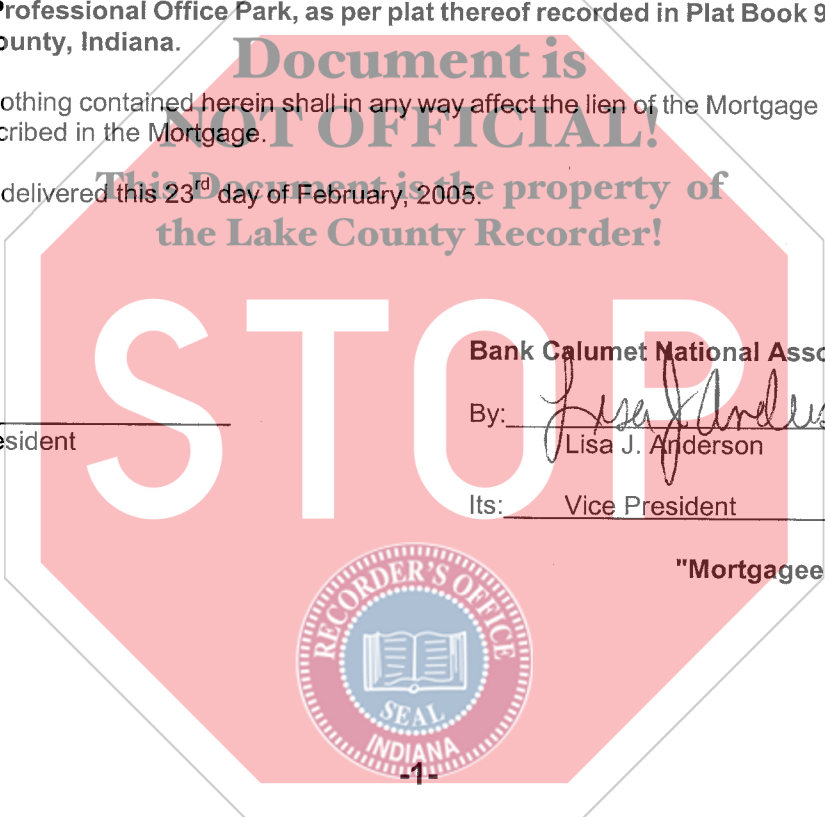 Professional Office Park, as per plat thereof recorded in Plat Book 9
ounty, Indiana.
Document is
othing contained herein shall in any way affect the lien of the Mortgage
NOT OFFICIAL!
cribed in the Mortgage.
This Document is the property of
delivered this 23rd day of February, 2005.
the Lake County Recorder!
STOP
Bank Calumet National Asso
By: Lisa J. Anders
esident
Lisa J. Anderson
Its: Vice President
"Mortgagee
RECORDER'S OFFICE
SEAL
INDIANA
-1-